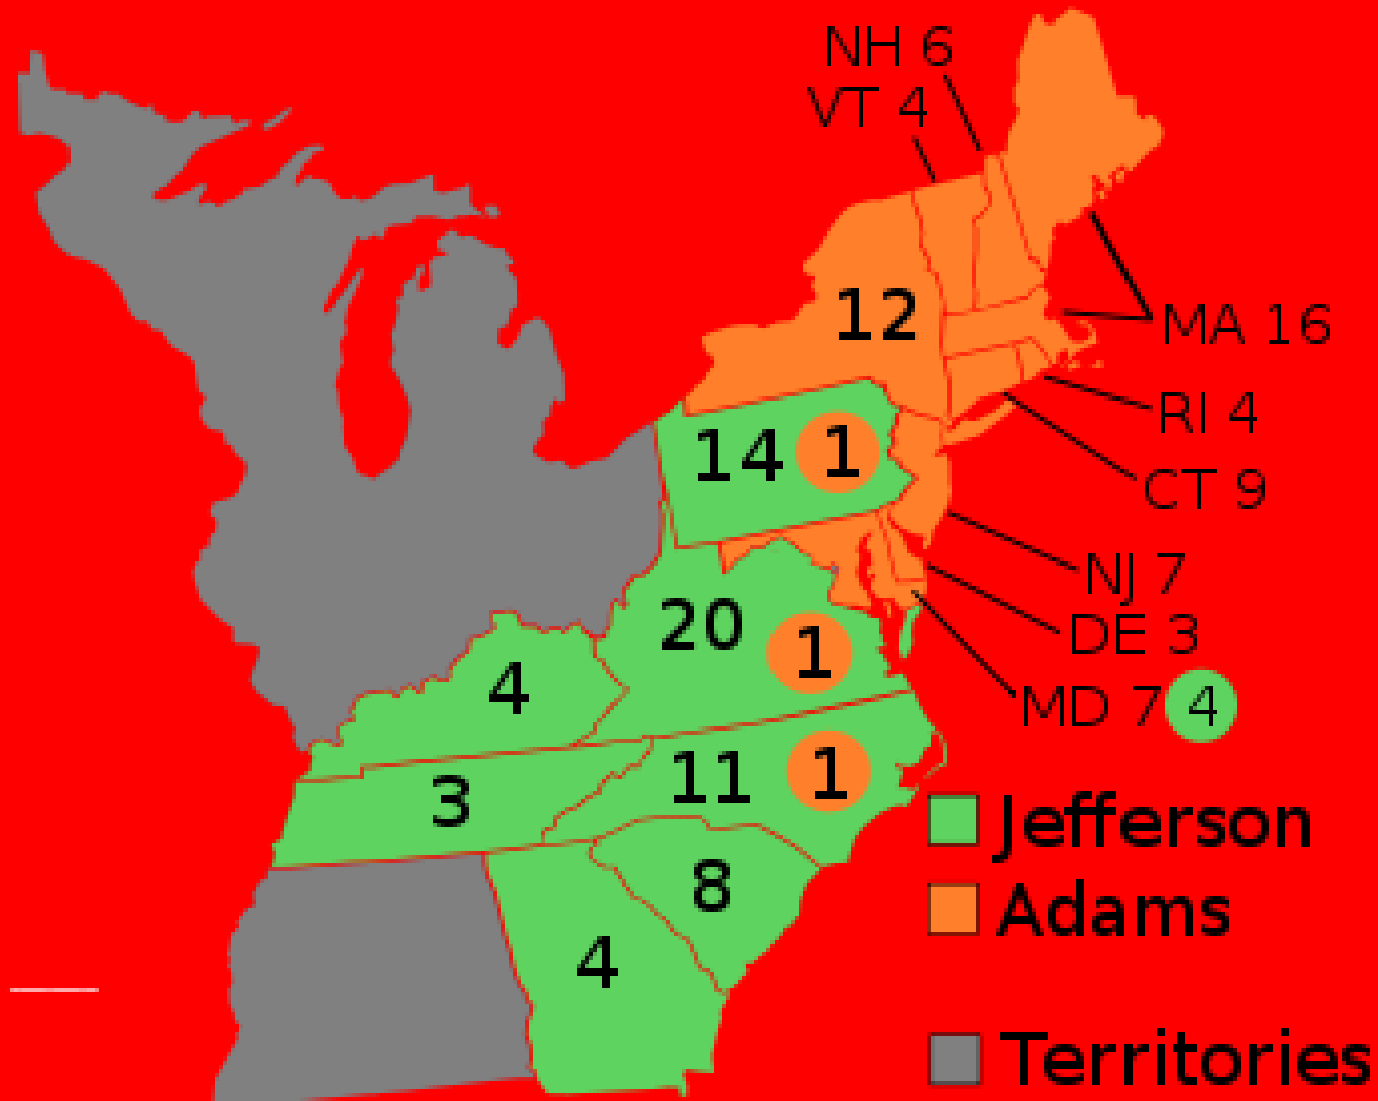 NH 6
VT 4
12
MA 16
RI 4
14 1
CT 9
NJ 7
20 1
DE 3
4
MD 7 4
11 1
3
Jefferson
8
Adams
4
Territories